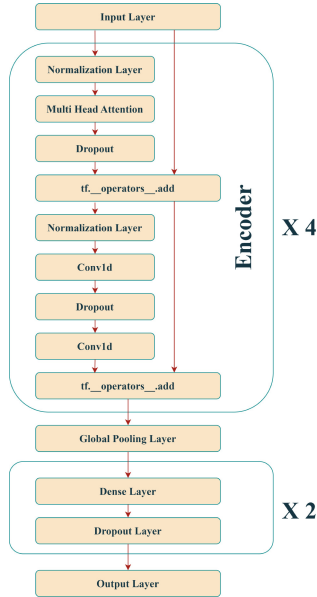 Input Layer
Normalization Layer
Multi Head Attention
Dropout
tf.__operators__.add
Normalization Layer
Conv1d
Dropout
Conv1d
tf.__operators__.add
Encoder
X 4
Global Pooling Layer
Dense Layer
Dropout Layer
X 2
Output Layer